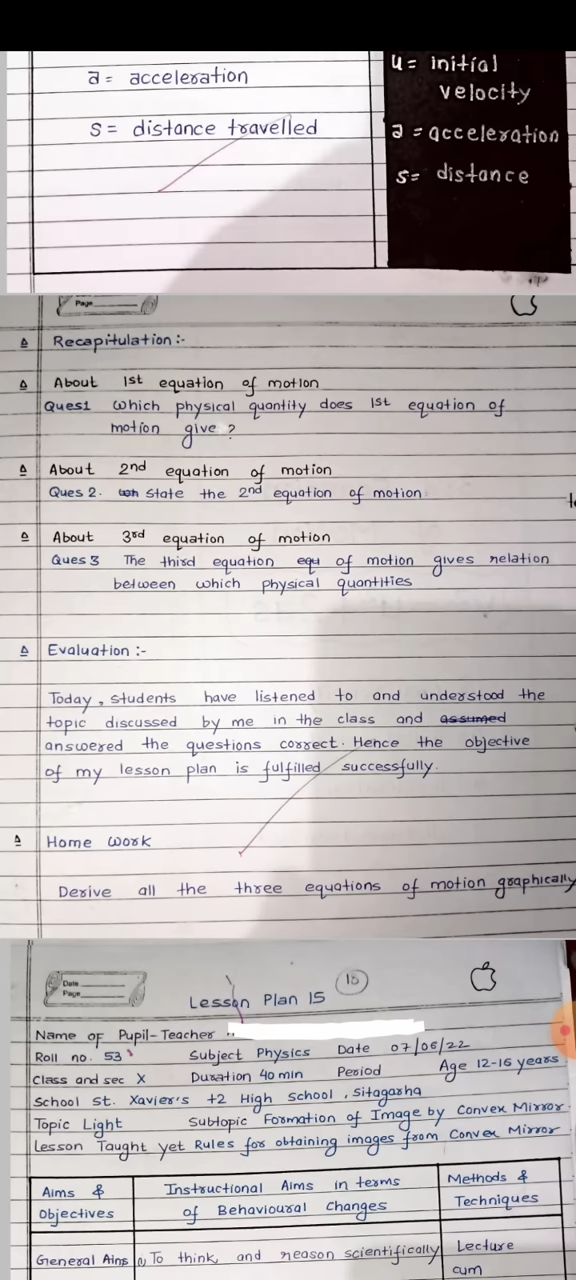 a = acceleration
s = distance travelled
u = initial
velocity
a = acceleration
s = distance
Page
Δ Recapitulation :-
Δ About 1st equation of motion
Ques1 Which physical quantity does 1st equation of
motion give ?
Δ About 2nd equation of motion
Ques 2. State the 2nd equation of motion
Δ About 3rd equation of motion
Ques 3 The third equation equ of motion gives relation
between which physical quantities
Δ Evaluation :-
Today, students have listened to and understood the
topic discussed by me in the class and assumed
answered the questions correct. Hence the objective
of my lesson plan is fulfilled successfully.
Δ Home Work
Derive all the three equations of motion graphically
Date
Page
Lesson Plan 15
15
Name of Pupil-Teacher
Roll no. 53 Subject Physics Date 07/06/22
Class and sec X Duration 40 min Period Age 12-16 years
School St. Xavier's +2 High School, Sitagarha
Topic Light Subtopic Formation of Image by Convex Mirror
Lesson Taught yet Rules for obtaining images from Convex Mirror
Aims & Objectives
Instructional Aims in terms
of Behavioural Changes
Methods &
Techniques
General Aims (i) To think and reason scientifically Lecture
cum